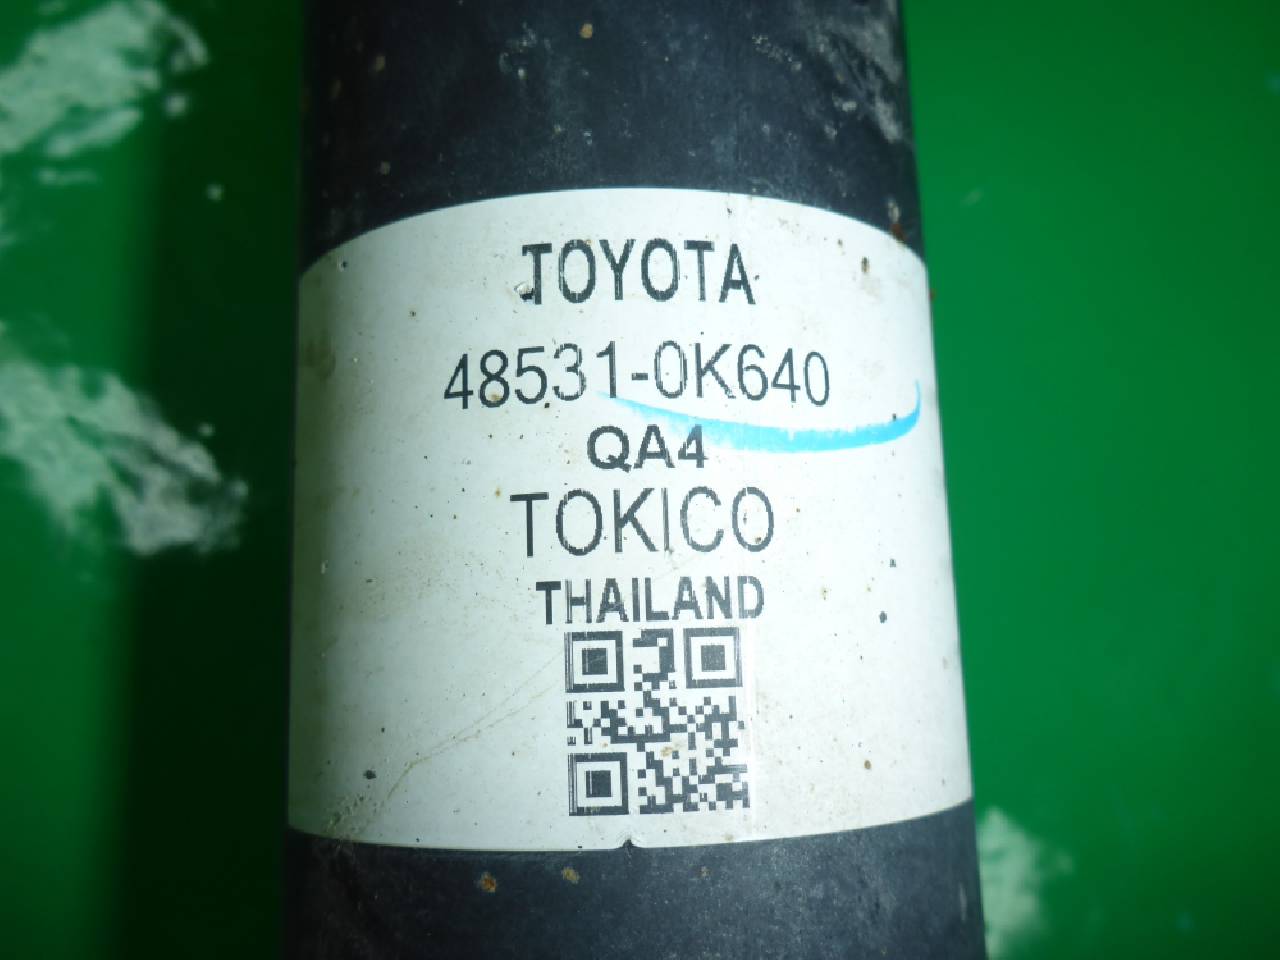 TOYOTA
48531-0K640
QA4
TOKICO
THAILAND